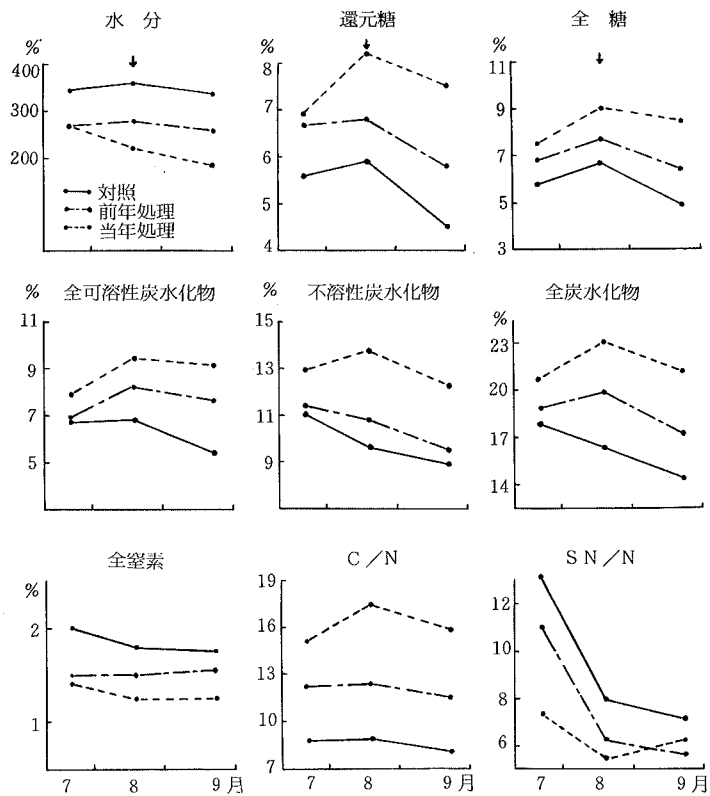 水 分
%
400
300
200
対照
前年処理
当年処理
還元糖
%
8
7
6
5
4
全 糖
%
11
9
7
5
3
全可溶性炭水化物
%
11
9
7
5
不溶性炭水化物
%
15
13
11
9
全炭水化物
%
23
20
17
14
全窒素
%
2
1
7 8 9月
C/N
19
16
13
10
7
7 8 9月
SN/N
12
10
8
6
7 8 9月